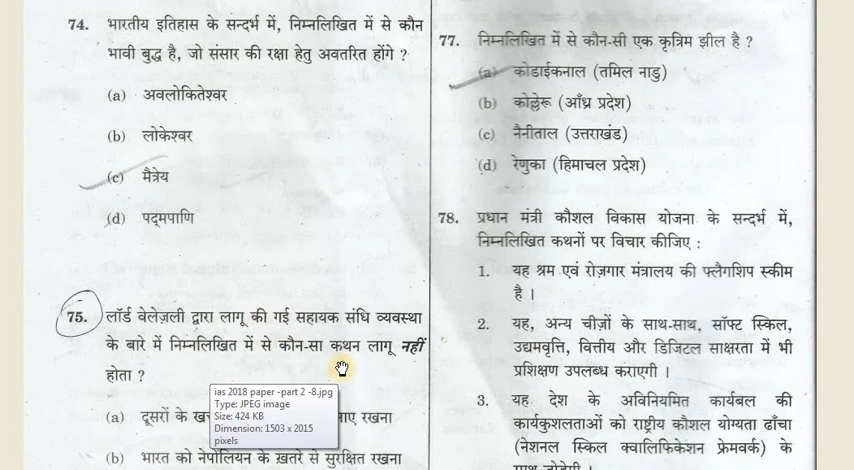 74. भारतीय इतिहास के सन्दर्भ में, निम्नलिखित में से कौन
भावी बुद्ध है, जो संसार की रक्षा हेतु अवतरित होंगे ?
(a) अवलोकितेश्वर
(b) लोकेश्वर
(c) मैत्रेय
(d) पद्मपाणि
75. लॉर्ड वेलेज़ली द्वारा लागू की गई सहायक संधि व्यवस्था
के बारे में निम्नलिखित में से कौन-सा कथन लागू नहीं
होता ?
ias 2018 paper -part 2 -8.jpg
Type: JPEG image
Size: 424 KB
Dimension: 1503 x 2015
pixels
(a) दूसरों के नाए रखना
(b) भारत को नेपोलियन के ख़तरे से सुरक्षित रखना
77. निम्नलिखित में से कौन-सी एक कृत्रिम झील है ?
(a) कोडाईकनाल (तमिल नाडु)
(b) कोल्लेरू (आँध्र प्रदेश)
(c) नैनीताल (उत्तराखंड)
(d) रेणुका (हिमाचल प्रदेश)
78. प्रधान मंत्री कौशल विकास योजना के सन्दर्भ में,
निम्नलिखित कथनों पर विचार कीजिए :
1. यह श्रम एवं रोज़गार मंत्रालय की फ्लैगशिप स्कीम
है ।
2. यह, अन्य चीज़ों के साथ-साथ, सॉफ्ट स्किल,
उद्यमवृत्ति, वित्तीय और डिजिटल साक्षरता में भी
प्रशिक्षण उपलब्ध कराएगी ।
3. यह देश के अविनियमित कार्यबल की
कार्यकुशलताओं को राष्ट्रीय कौशल योग्यता ढाँचा
(नेशनल स्किल क्वालिफिकेशन फ्रेमवर्क) के
साथ जोड़ेगी ।